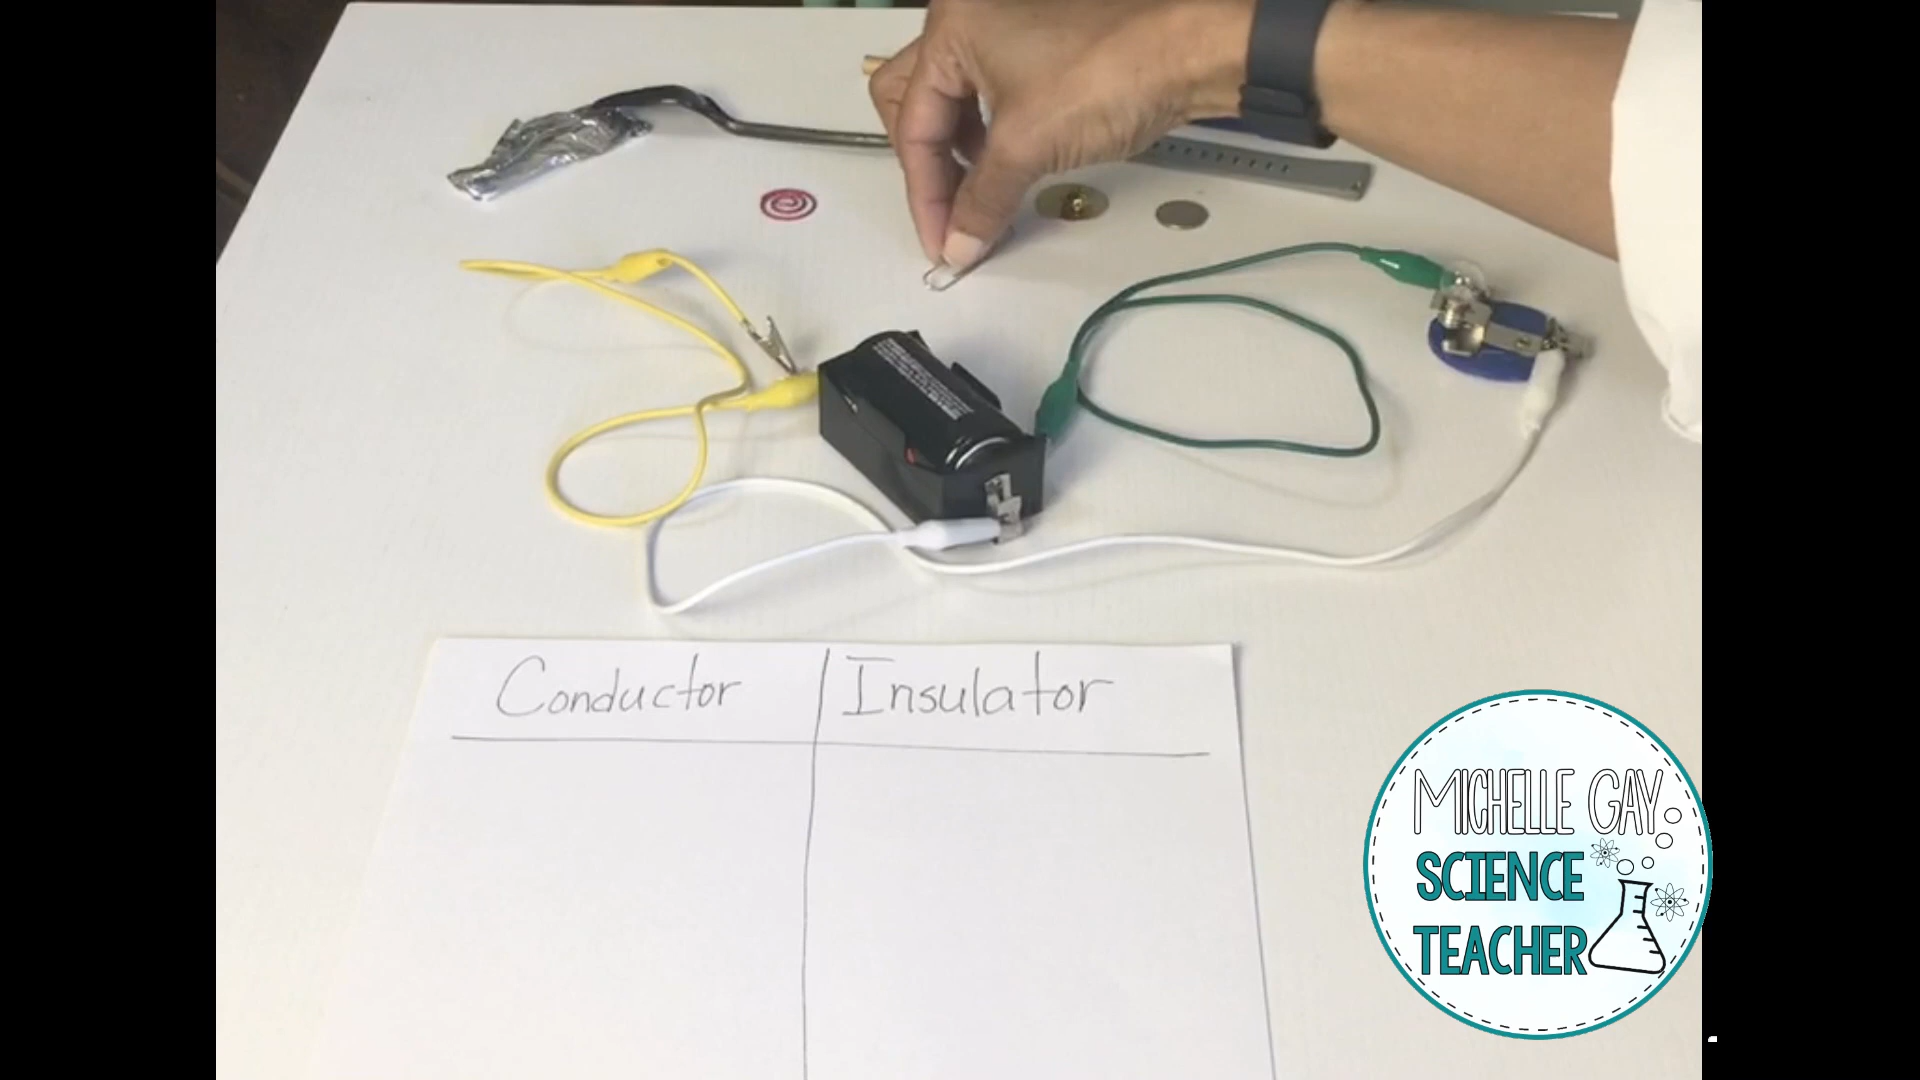 Conductor
Insulator
MICHELLE GAY
SCIENCE
TEACHER